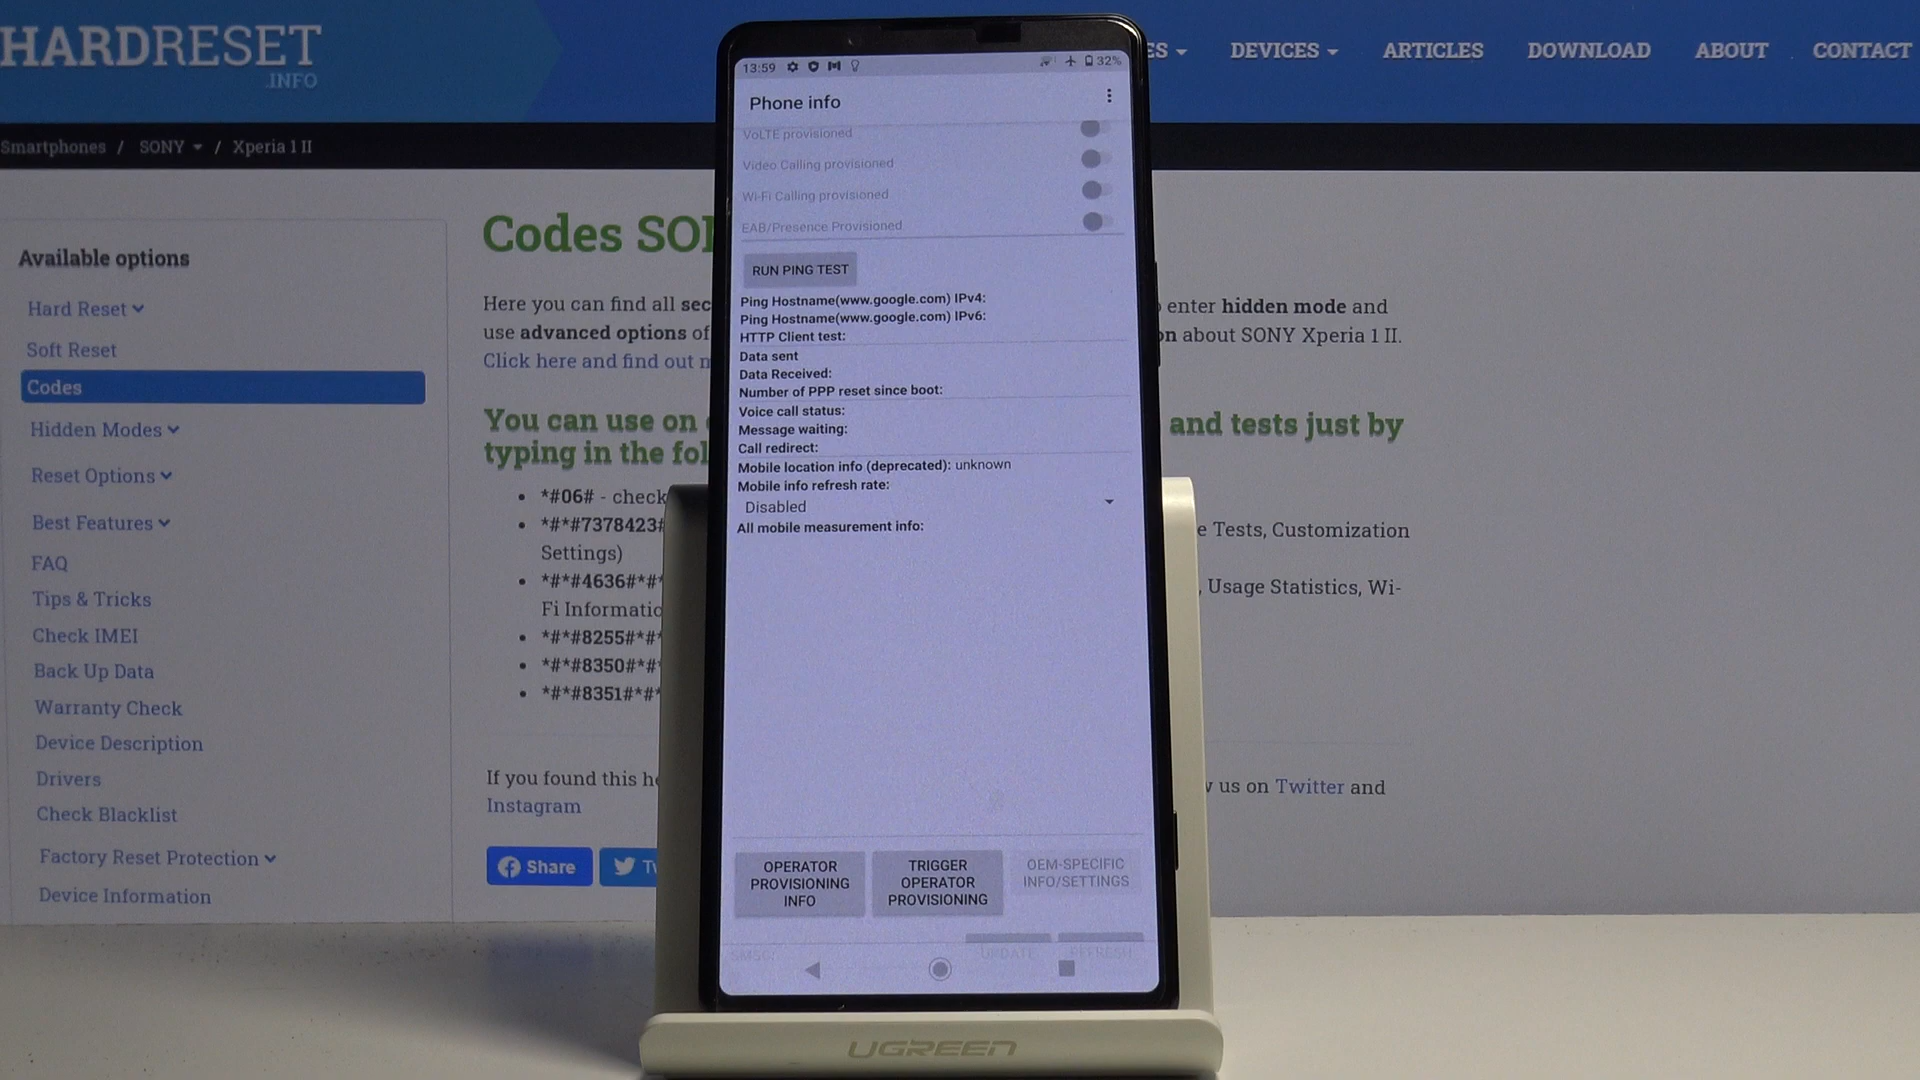 HARDRESET
.INFO
ES
DEVICES
ARTICLES
DOWNLOAD
ABOUT
CONTACT
Smartphones / SONY / Xperia 1 II
Available options
Hard Reset
Soft Reset
Codes
Hidden Modes
Reset Options
Best Features
FAQ
Tips & Tricks
Check IMEI
Back Up Data
Warranty Check
Device Description
Drivers
Check Blacklist
Factory Reset Protection
Device Information
Codes SO
Here you can find all sec
enter hidden mode and
use advanced options of
n about SONY Xperia 1 II.
Click here and find out
You can use on
and tests just by
typing in the fol
*#06# - check
*#*#7378423#
e Tests, Customization
Settings)
*#*#4636#*#*
, Usage Statistics, Wi-
Fi Informatio
*#*#8255#*#*
*#*#8350#*#*
*#*#8351#*#*
If you found this he
us on Twitter and
Instagram
Share
13:59
32%
Phone info
VoLTE provisioned
Video Calling provisioned
Wi-Fi Calling provisioned
EAB/Presence Provisioned
RUN PING TEST
Ping Hostname(www.google.com) IPv4:
Ping Hostname(www.google.com) IPv6:
HTTP Client test:
Data sent
Data Received:
Number of PPP reset since boot:
Voice call status:
Message waiting:
Call redirect:
Mobile location info (deprecated): unknown
Mobile info refresh rate:
Disabled
All mobile measurement info:
OPERATOR
PROVISIONING
INFO
TRIGGER
OPERATOR
PROVISIONING
OEM-SPECIFIC
INFO/SETTINGS
SMSC:
UPDATE
REFRESH
UGREEN